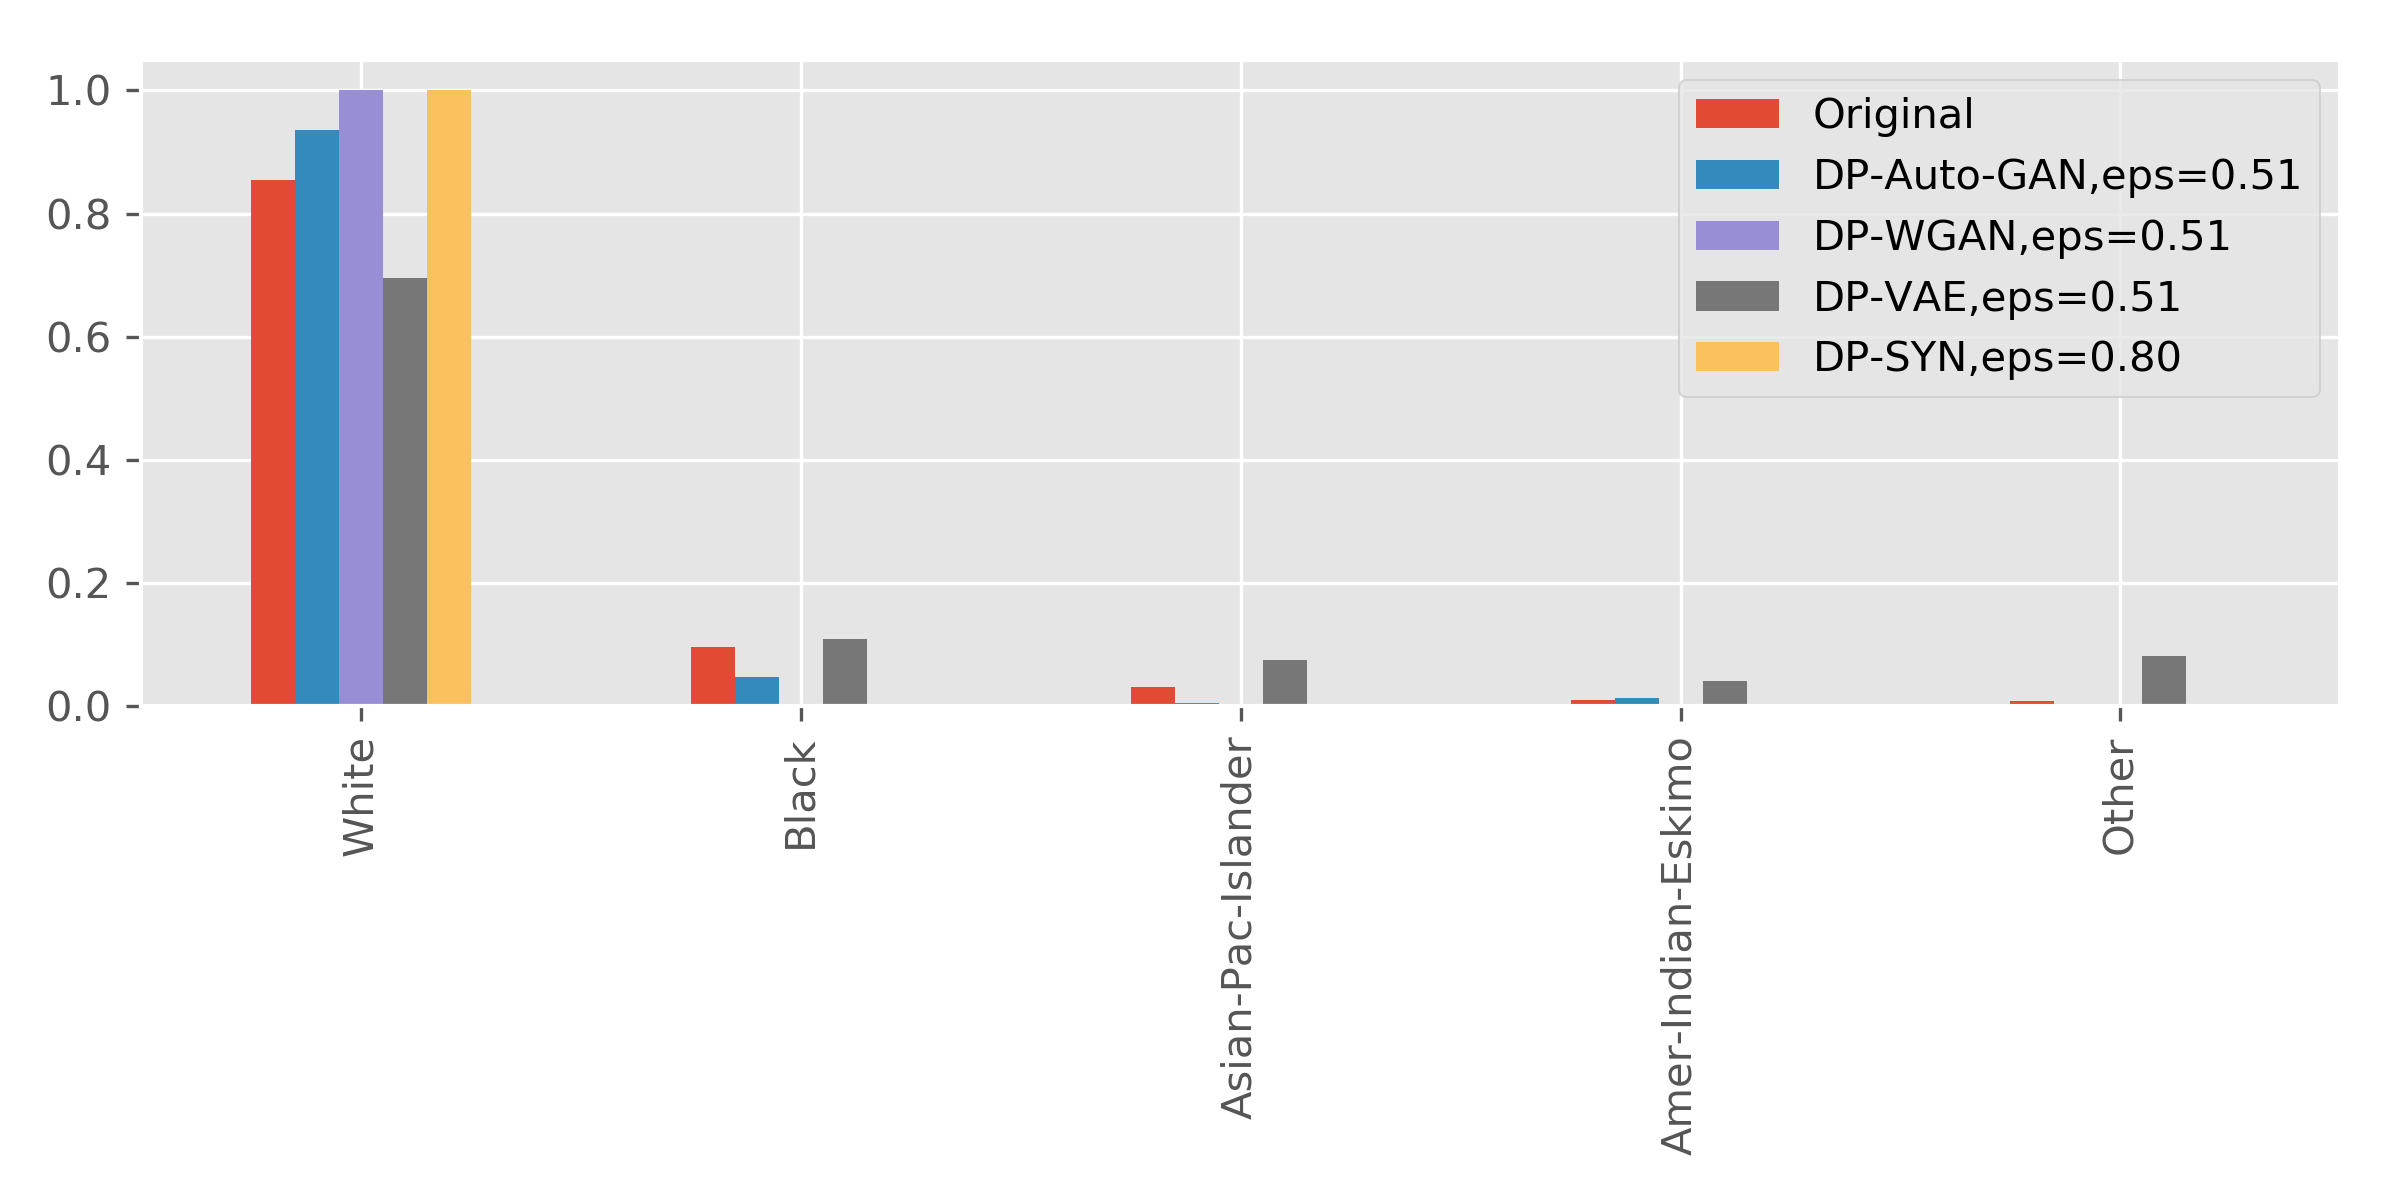 1.0
0.8
0.6
0.4
0.2
0.0
Original
DP-Auto-GAN,eps=0.51
DP-WGAN,eps=0.51
DP-VAE,eps=0.51
DP-SYN,eps=0.80
White
Black
Asian-Pac-Islander
Amer-Indian-Eskimo
Other